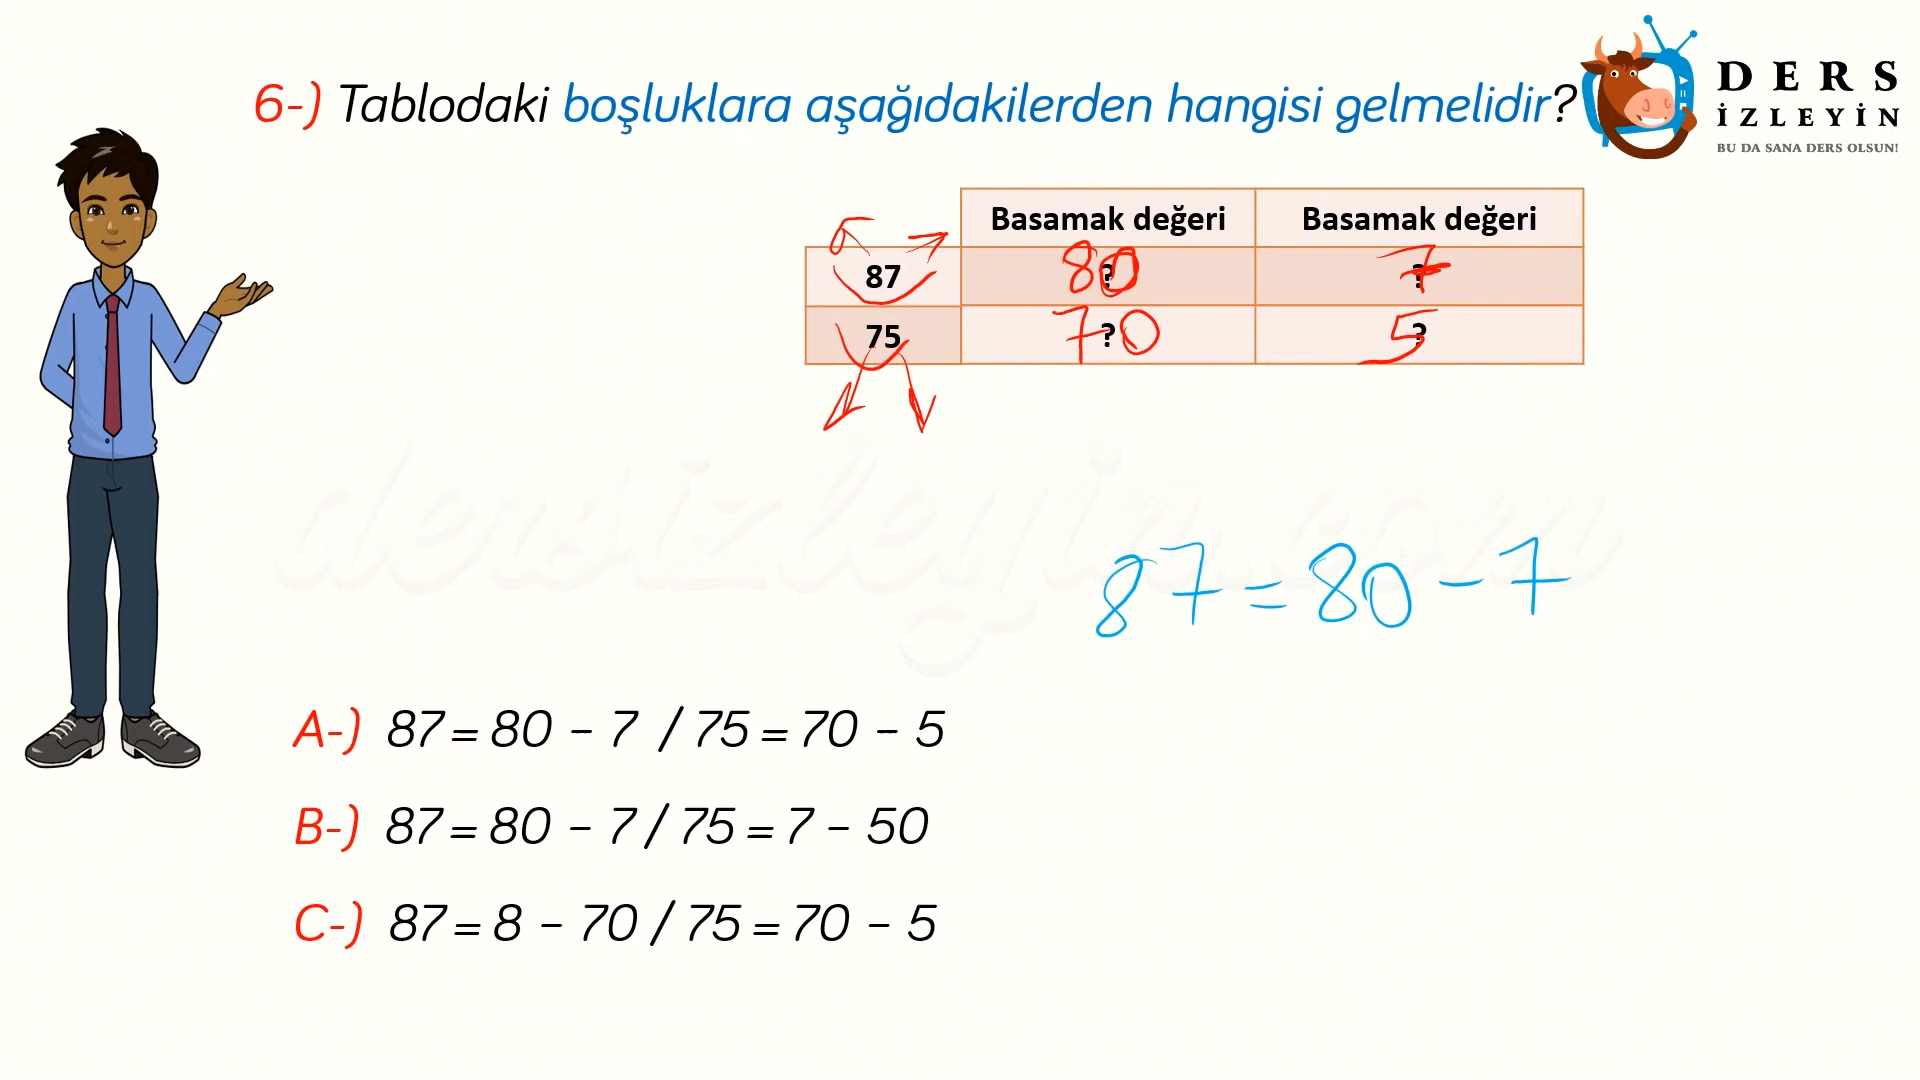 6-) Tablodaki boşluklara aşağıdakilerden hangisi gelmelidir?
DERS
İZLEYİN
BU DA SANA DERS OLSUN!
Basamak değeri Basamak değeri
87 ? 80 ? 7
75 ? 70 ? 5
dersizleyin.com
87 = 80 - 7
A-) 87 = 80 - 7 / 75 = 70 - 5
B-) 87 = 80 - 7 / 75 = 7 - 50
C-) 87 = 8 - 70 / 75 = 70 - 5